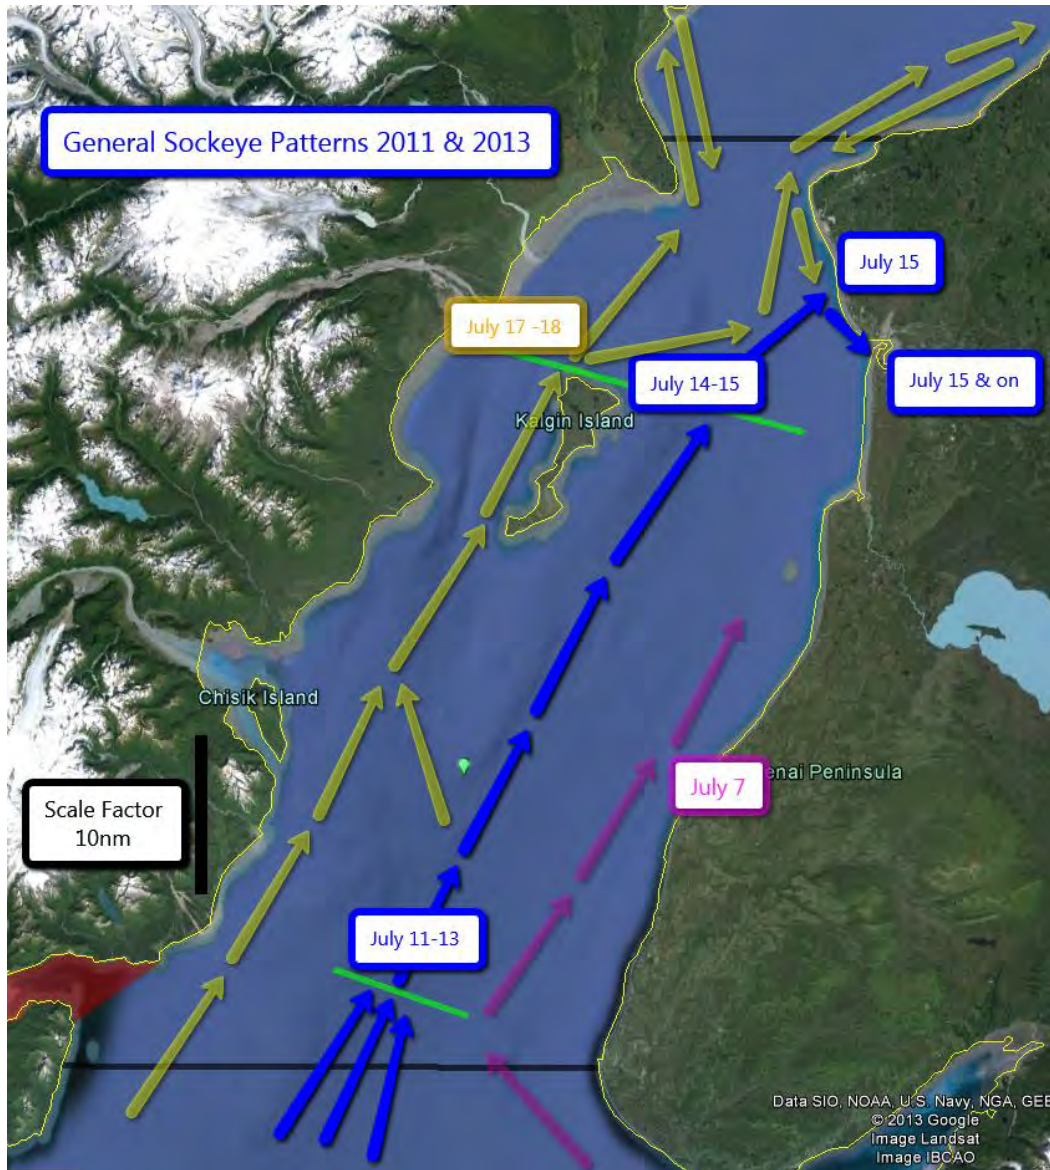 General Sockeye Patterns 2011 & 2013
July 15
July 17 -18
July 14-15
July 15 & on
Kalgin Island
Chisik Island
July 7
enai Peninsula
Scale Factor
10nm
July 11-13
Data SIO, NOAA, U.S. Navy, NGA, GEB
© 2013 Google
Image Landsat
Image IBCAO